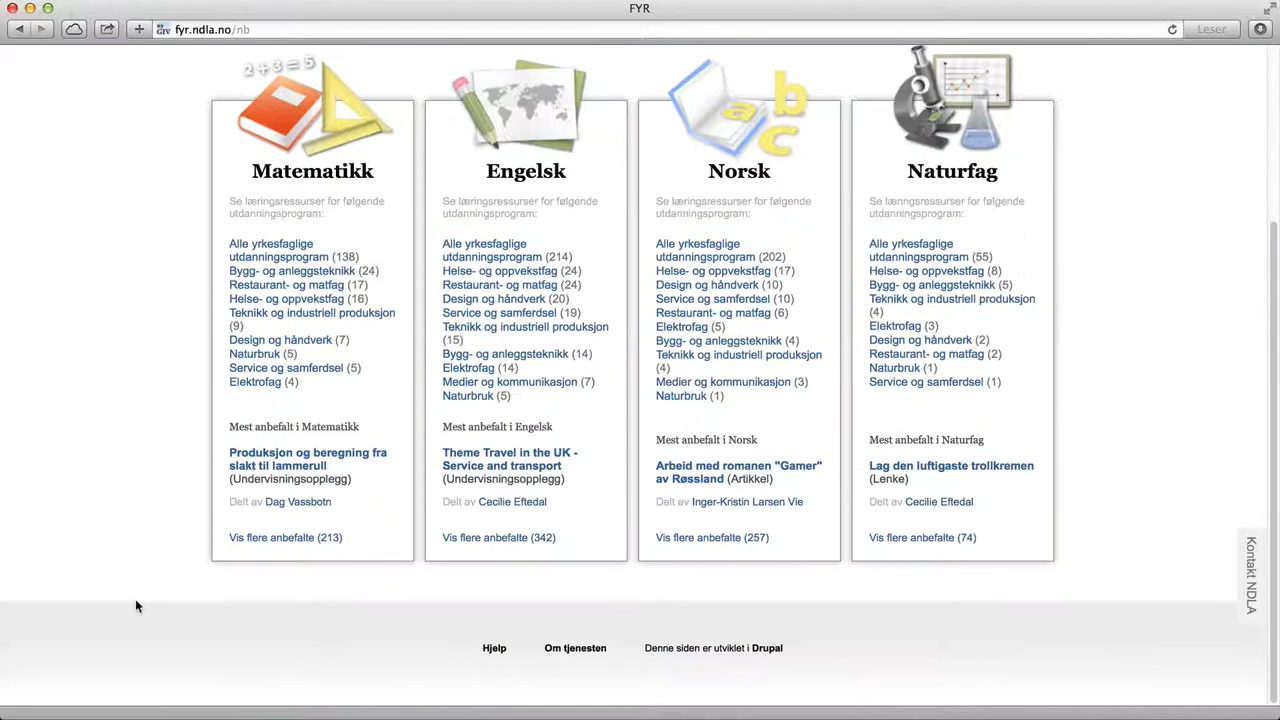 FYR
fyr.ndla.no/nb
Leser
2 + 3 = 5
Matematikk
Se læringsressurser for følgende
utdanningsprogram:
Alle yrkesfaglige
utdanningsprogram (138)
Bygg- og anleggsteknikk (24)
Restaurant- og matfag (17)
Helse- og oppvekstfag (16)
Teknikk og industriell produksjon
(9)
Design og håndverk (7)
Naturbruk (5)
Service og samferdsel (5)
Elektrofag (4)
Mest anbefalt i Matematikk
Produksjon og beregning fra
slakt til lammerull
(Undervisningsopplegg)
Delt av Dag Vassbotn
Vis flere anbefalte (213)
Engelsk
Se læringsressurser for følgende
utdanningsprogram:
Alle yrkesfaglige
utdanningsprogram (214)
Helse- og oppvekstfag (24)
Restaurant- og matfag (24)
Design og håndverk (20)
Service og samferdsel (19)
Teknikk og industriell produksjon
(15)
Bygg- og anleggsteknikk (14)
Elektrofag (14)
Medier og kommunikasjon (7)
Naturbruk (5)
Mest anbefalt i Engelsk
Theme Travel in the UK -
Service and transport
(Undervisningsopplegg)
Delt av Cecilie Eftedal
Vis flere anbefalte (342)
a b c
Norsk
Se læringsressurser for følgende
utdanningsprogram:
Alle yrkesfaglige
utdanningsprogram (202)
Helse- og oppvekstfag (17)
Design og håndverk (10)
Service og samferdsel (10)
Restaurant- og matfag (6)
Elektrofag (5)
Bygg- og anleggsteknikk (4)
Teknikk og industriell produksjon
(4)
Medier og kommunikasjon (3)
Naturbruk (1)
Mest anbefalt i Norsk
Arbeid med romanen "Gamer"
av Røssland (Artikkel)
Delt av Inger-Kristin Larsen Vie
Vis flere anbefalte (257)
Naturfag
Se læringsressurser for følgende
utdanningsprogram:
Alle yrkesfaglige
utdanningsprogram (55)
Helse- og oppvekstfag (8)
Bygg- og anleggsteknikk (5)
Teknikk og industriell produksjon
(4)
Elektrofag (3)
Design og håndverk (2)
Restaurant- og matfag (2)
Naturbruk (1)
Service og samferdsel (1)
Mest anbefalt i Naturfag
Lag den luftigaste trollkremen
(Lenke)
Delt av Cecilie Eftedal
Vis flere anbefalte (74)
Kontakt NDLA
Hjelp
Om tjenesten
Denne siden er utviklet i Drupal